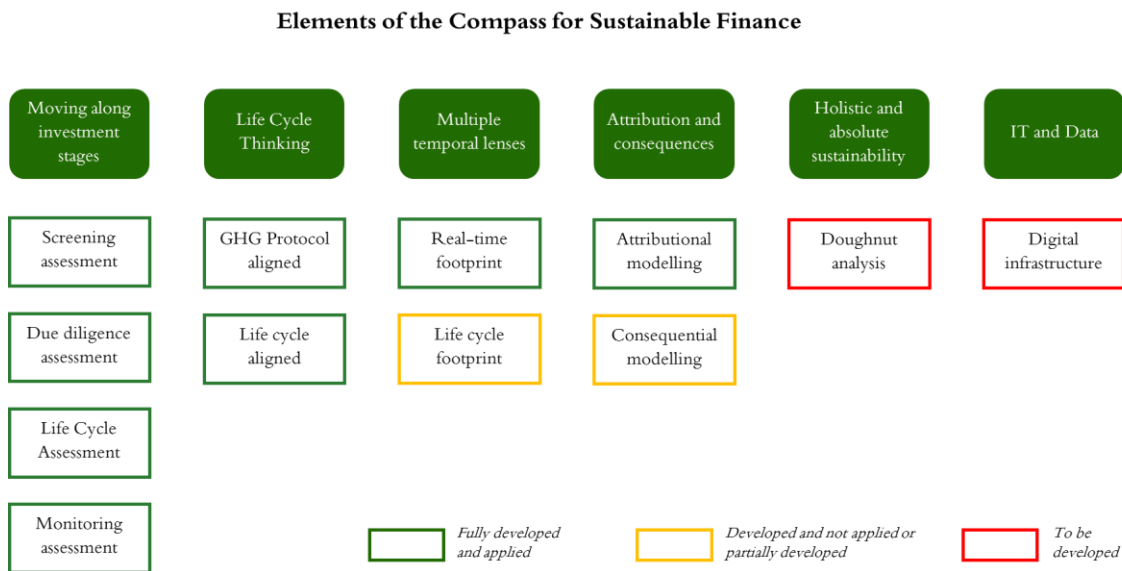 Elements of the Compass for Sustainable Finance
Moving along
investment
stages
Life Cycle
Thinking
Multiple
temporal lenses
Attribution and
consequences
Holistic and
absolute
sustainability
IT and Data
Screening
assessment
GHG Protocol
aligned
Real-time
footprint
Attributional
modelling
Doughnut
analysis
Digital
infrastructure
Due diligence
assessment
Life cycle
aligned
Life cycle
footprint
Consequential
modelling
Life Cycle
Assessment
Monitoring
assessment
Fully developed
and applied
Developed and not applied or
partially developed
To be
developed